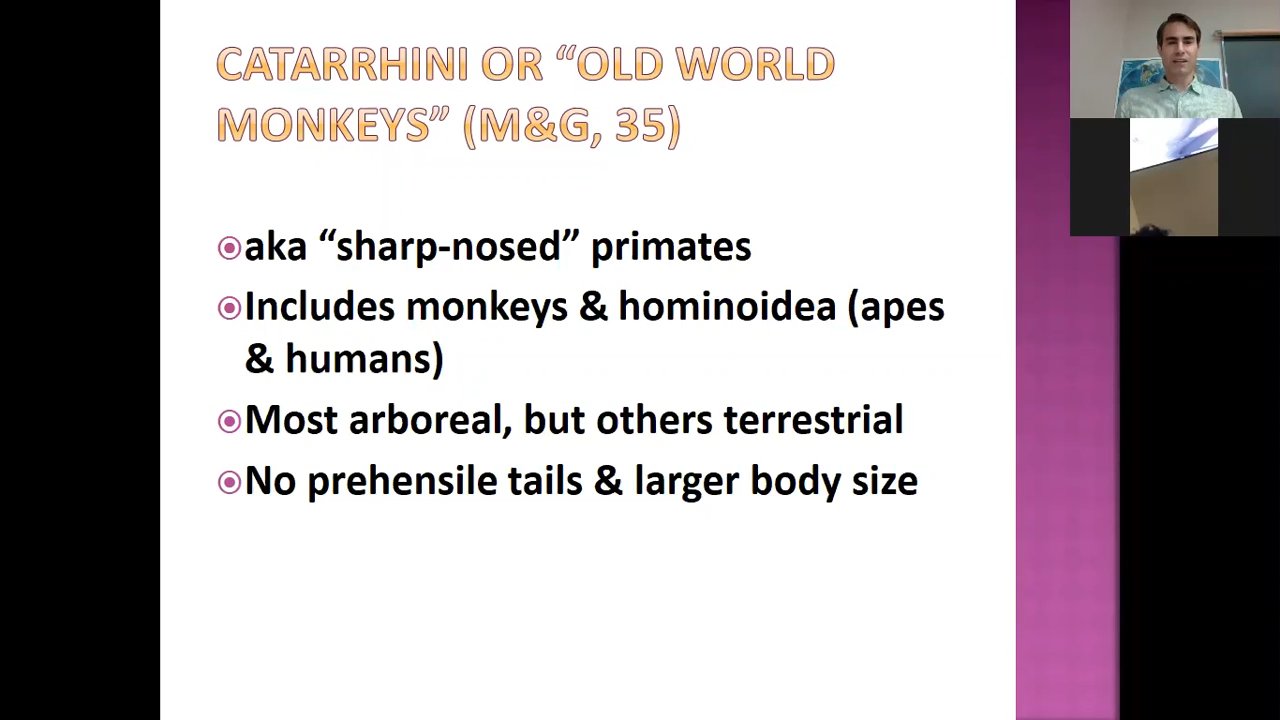 CATARRHINI OR “OLD WORLD
MONKEYS” (M&G, 35)
aka “sharp-nosed” primates
Includes monkeys & hominoidea (apes
& humans)
Most arboreal, but others terrestrial
No prehensile tails & larger body size